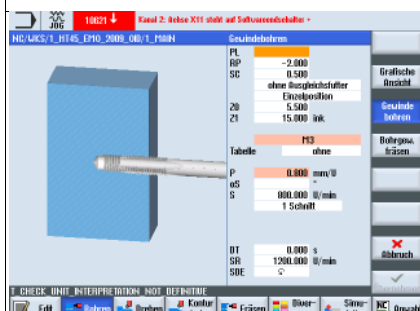 JOG
10621 ↓
Kanal 2: Achse X11 steht auf Softwareendschalter +
NC/WKS/1_HT45_EMO_2009_OID/1_MAIN
Gewindebohren
PL
RP -2.000
SC 0.500
ohne Ausgleichsfutter
Einzelposition
Z0 5.500
Z1 15.000 ink
M3
Tabelle ohne
P 0.800 mm/U
αS °
S 800.000 U/min
1 Schnitt
DT 0.000 s
SR 1200.000 U/min
SDE
Grafische
Ansicht
Gewinde
bohren
Bohrgew.
fräsen
Abbruch
T_CHECK_UNIT_INTERPRETATION_NOT_DEFINITIVE
Edit
Bohren
Drehen
Kontur
Fräsen
Diver-
Simu-
NC
Anwahl